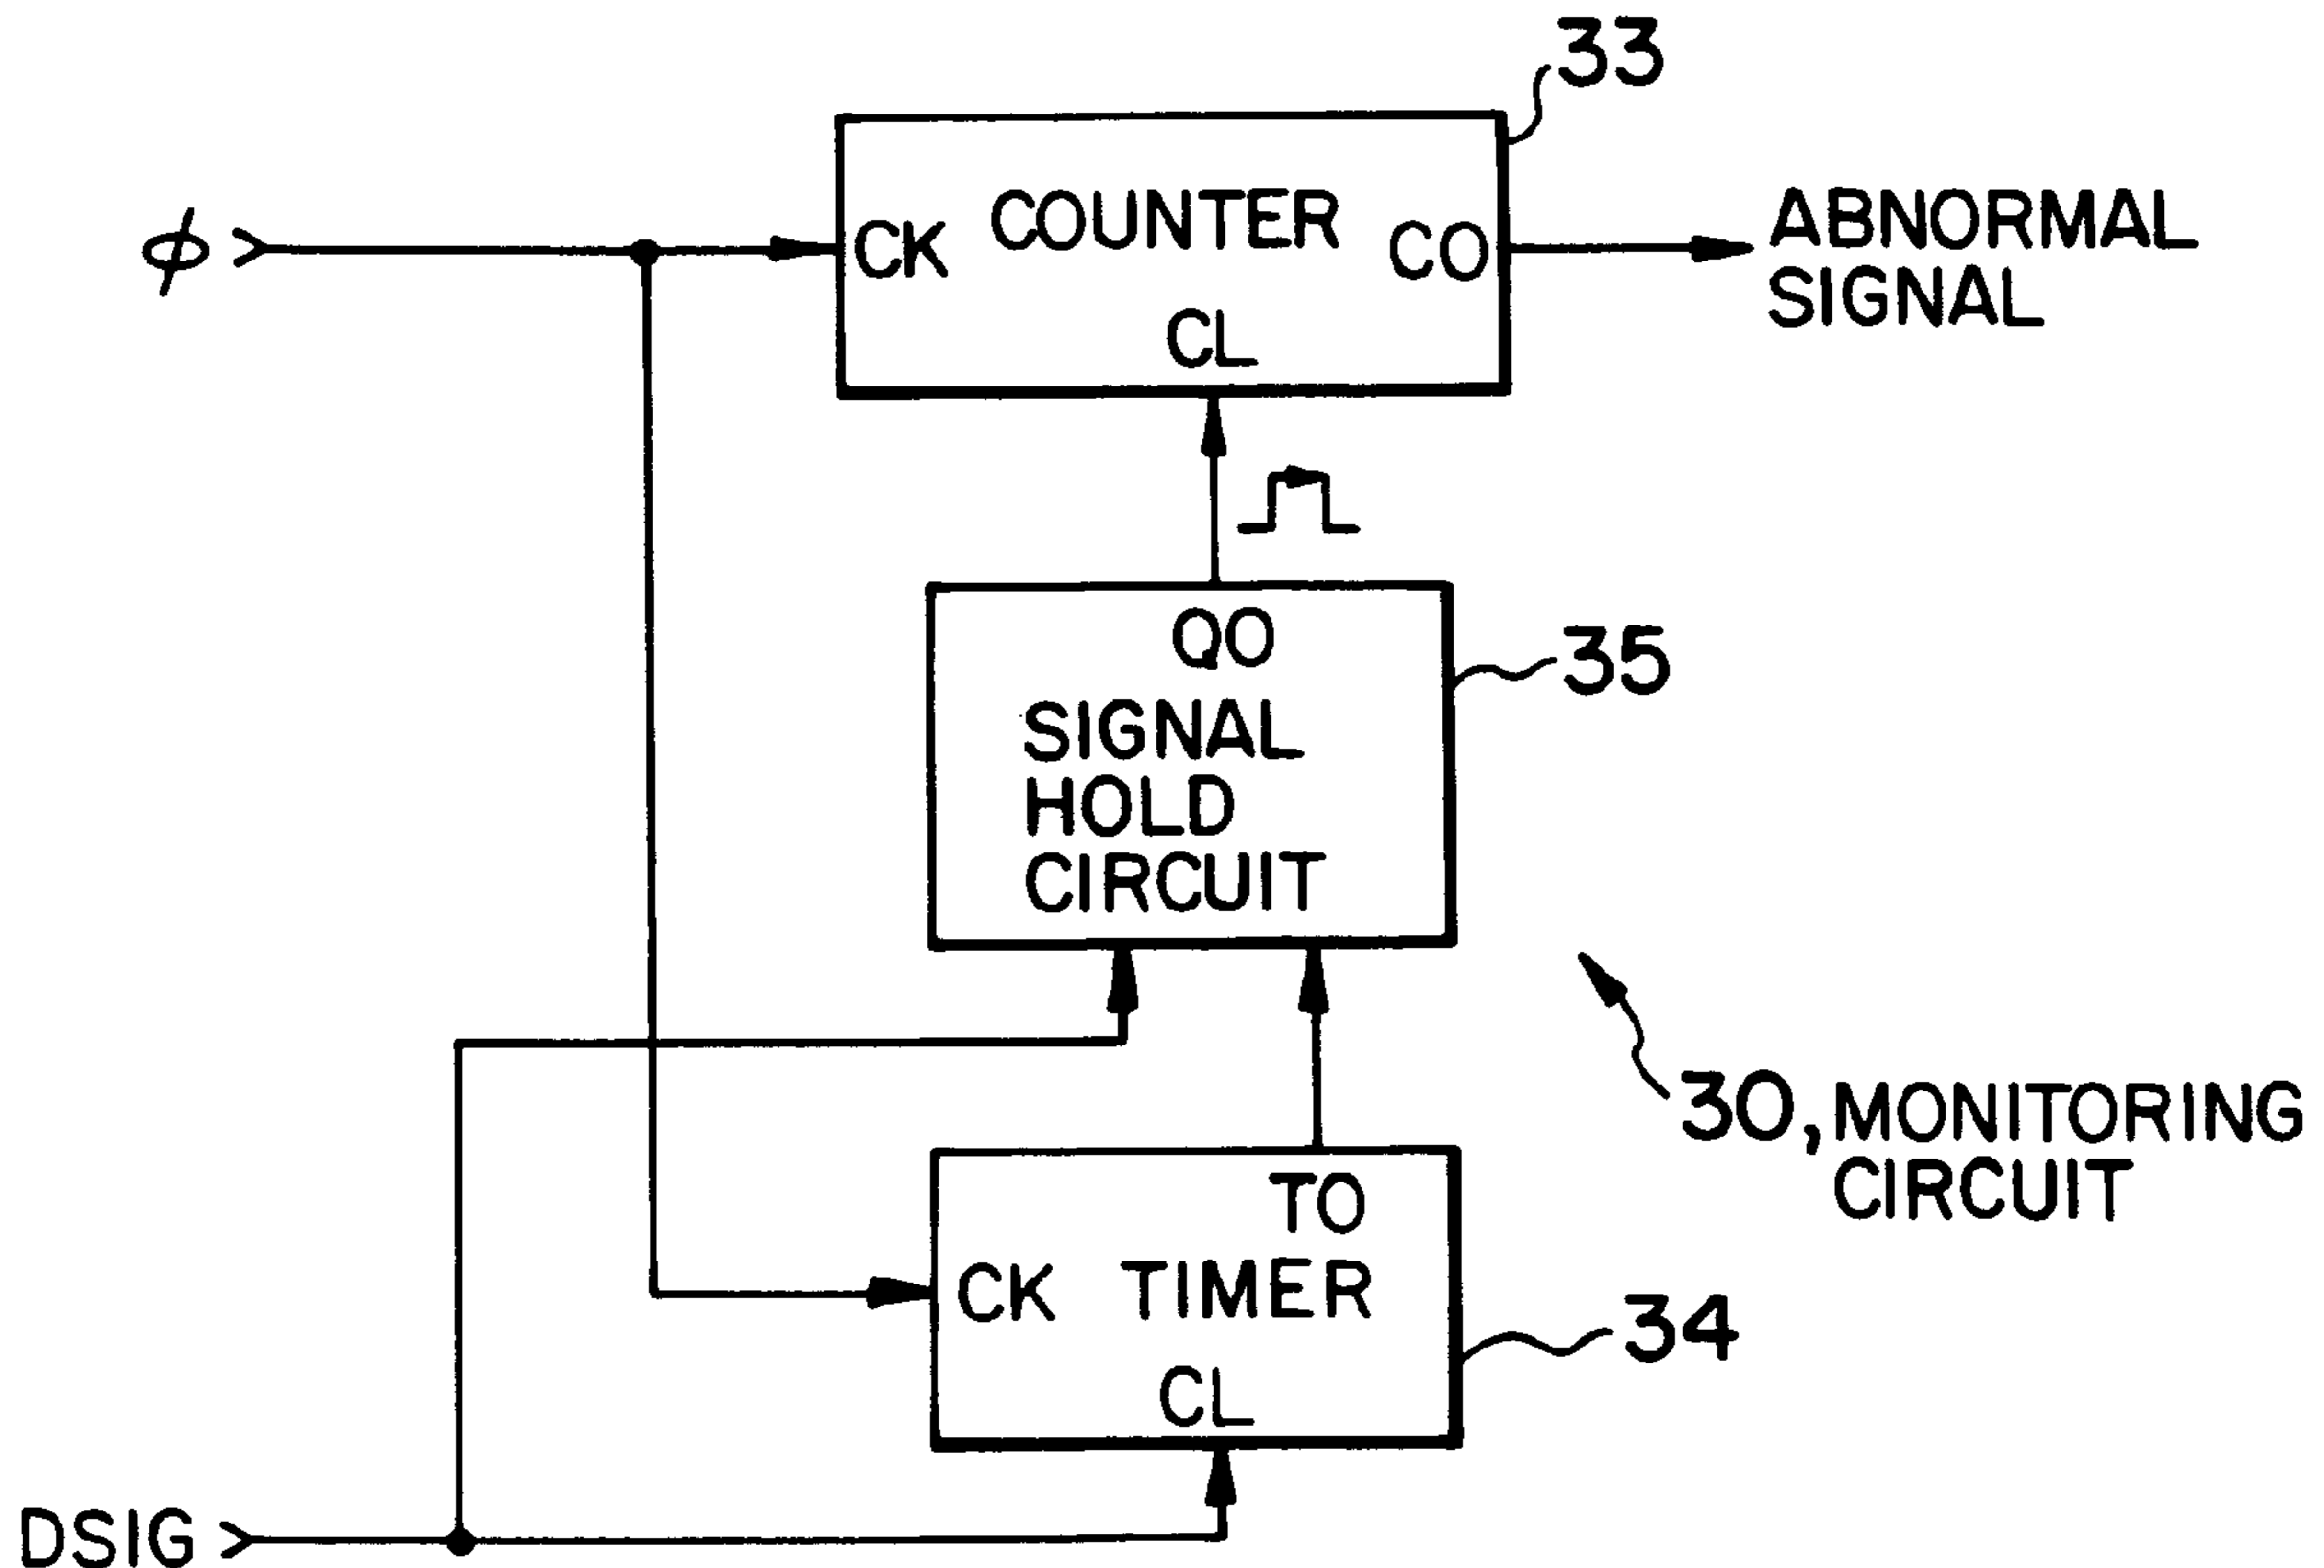 33
ϕ
CK COUNTER CO
CL
ABNORMAL
SIGNAL
QO
SIGNAL
HOLD
CIRCUIT
35
30, MONITORING
CIRCUIT
TO
CK TIMER
CL
34
DSIG